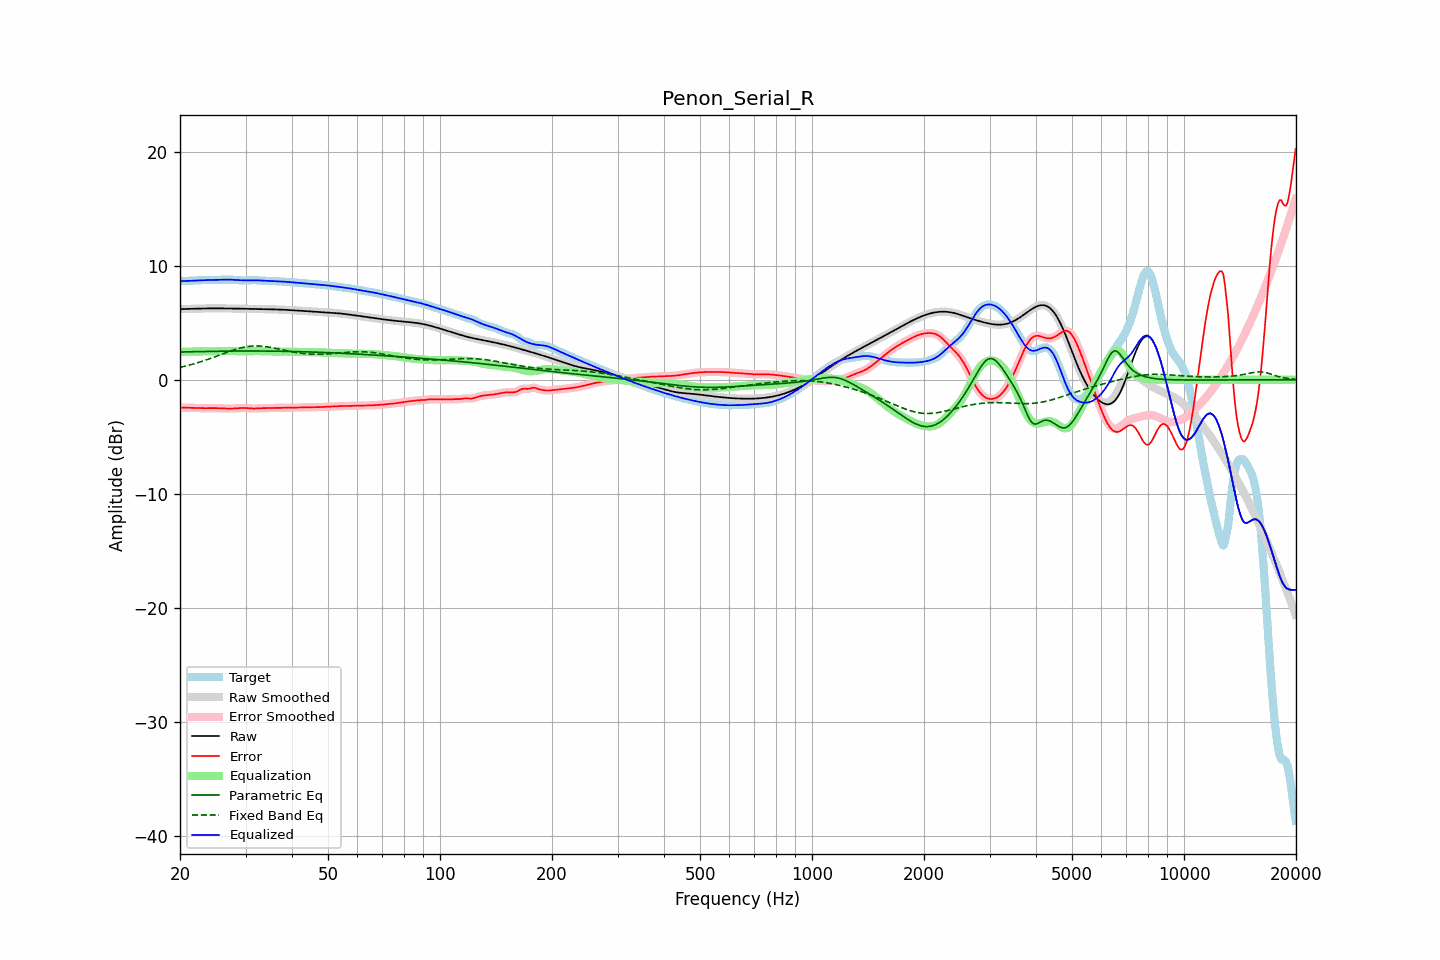 Penon_Serial_R
20
10
0
−10
−20
−30
−40
Amplitude (dBr)
Target
Raw Smoothed
Error Smoothed
Raw
Error
Equalization
Parametric Eq
Fixed Band Eq
Equalized
20 50 100 200 500 1000 2000 5000 10000 20000
Frequency (Hz)